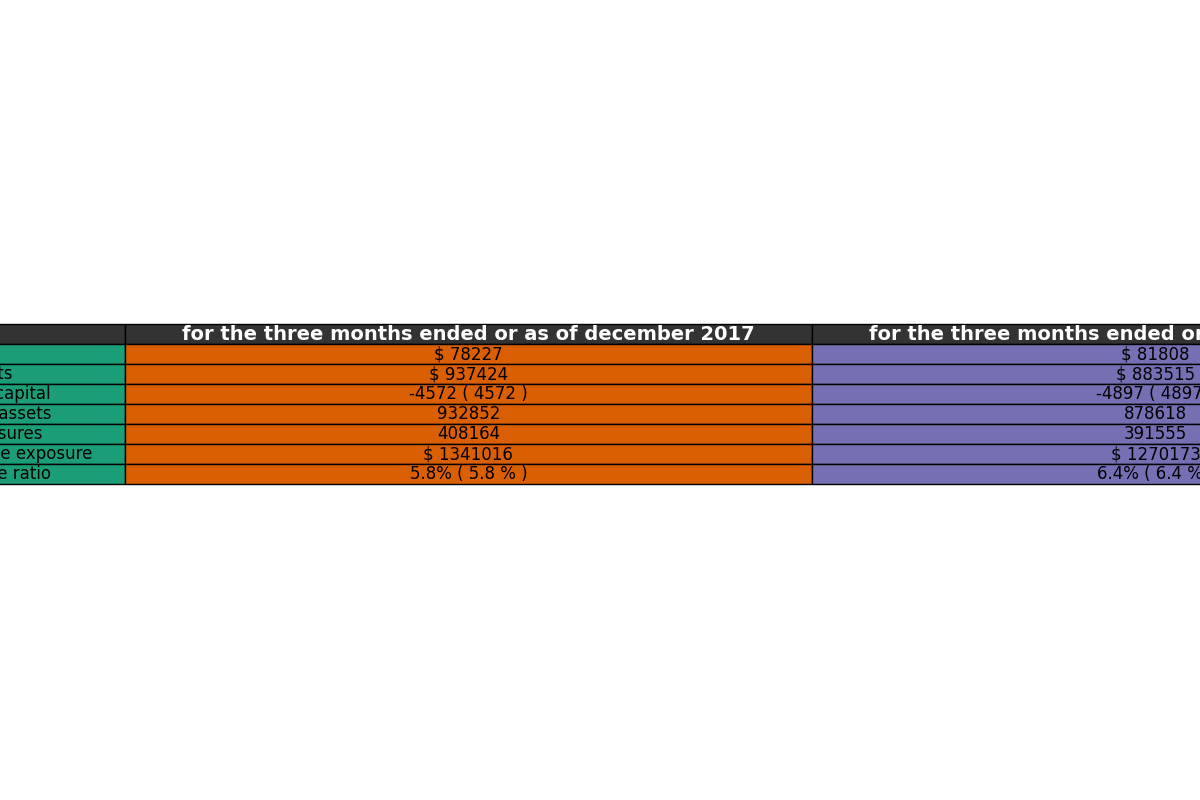 for the three months ended or as of december 2017 for the three months ended or
$ 78227 $ 81808
ts $ 937424 $ 883515
capital -4572 ( 4572 ) -4897 ( 4897
assets 932852 878618
sures 408164 391555
e exposure $ 1341016 $ 1270173
e ratio 5.8% ( 5.8 % ) 6.4% ( 6.4 %